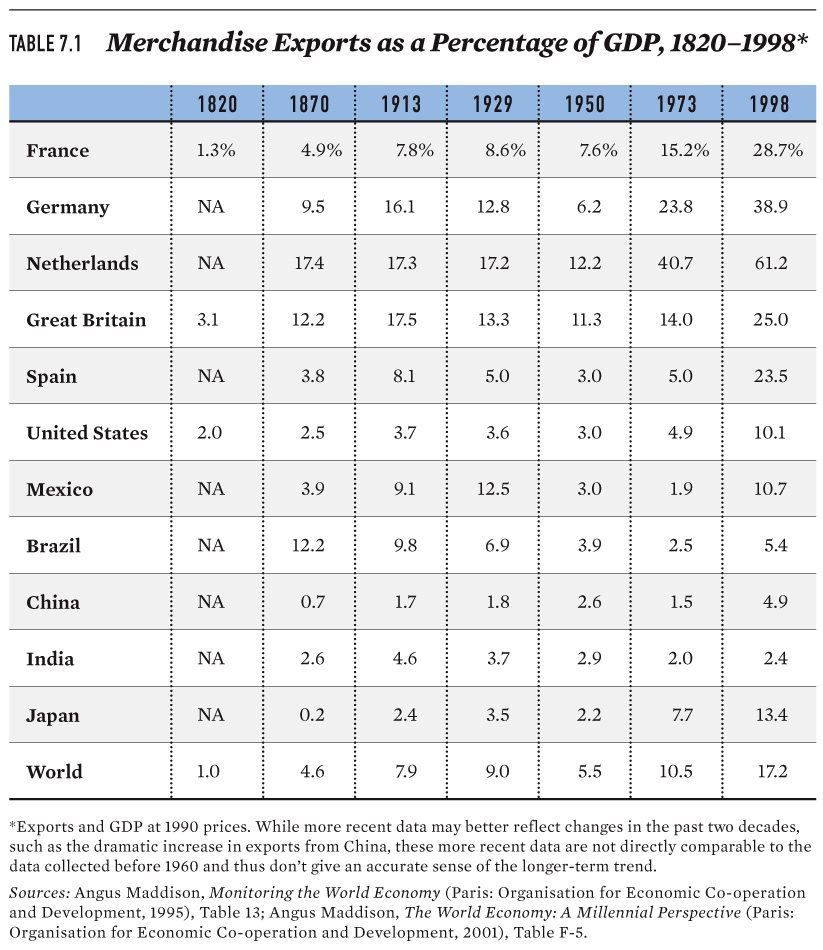 TABLE 7.1 Merchandise Exports as a Percentage of GDP, 1820–1998*
1820 1870 1913 1929 1950 1973 1998
France 1.3% 4.9% 7.8% 8.6% 7.6% 15.2% 28.7%
Germany NA 9.5 16.1 12.8 6.2 23.8 38.9
Netherlands NA 17.4 17.3 17.2 12.2 40.7 61.2
Great Britain 3.1 12.2 17.5 13.3 11.3 14.0 25.0
Spain NA 3.8 8.1 5.0 3.0 5.0 23.5
United States 2.0 2.5 3.7 3.6 3.0 4.9 10.1
Mexico NA 3.9 9.1 12.5 3.0 1.9 10.7
Brazil NA 12.2 9.8 6.9 3.9 2.5 5.4
China NA 0.7 1.7 1.8 2.6 1.5 4.9
India NA 2.6 4.6 3.7 2.9 2.0 2.4
Japan NA 0.2 2.4 3.5 2.2 7.7 13.4
World 1.0 4.6 7.9 9.0 5.5 10.5 17.2
*Exports and GDP at 1990 prices. While more recent data may better reflect changes in the past two decades,
such as the dramatic increase in exports from China, these more recent data are not directly comparable to the
data collected before 1960 and thus don’t give an accurate sense of the longer-term trend.
Sources: Angus Maddison, Monitoring the World Economy (Paris: Organisation for Economic Co-operation
and Development, 1995), Table 13; Angus Maddison, The World Economy: A Millennial Perspective (Paris:
Organisation for Economic Co-operation and Development, 2001), Table F-5.